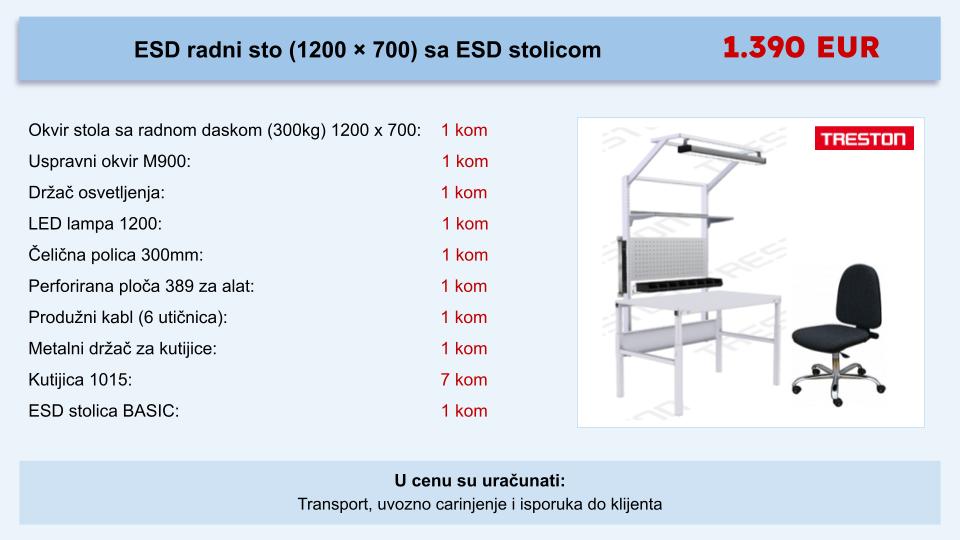 ESD radni sto (1200 × 700) sa ESD stolicom 1.390 EUR
Okvir stola sa radnom daskom (300kg) 1200 x 700: 1 kom
Uspravni okvir M900: 1 kom
Držač osvetljenja: 1 kom
LED lampa 1200: 1 kom
Čelična polica 300mm: 1 kom
Perforirana ploča 389 za alat: 1 kom
Produžni kabl (6 utičnica): 1 kom
Metalni držač za kutijice: 1 kom
Kutijica 1015: 7 kom
ESD stolica BASIC: 1 kom
TRESTON
U cenu su uračunati:
Transport, uvozno carinjenje i isporuka do klijenta